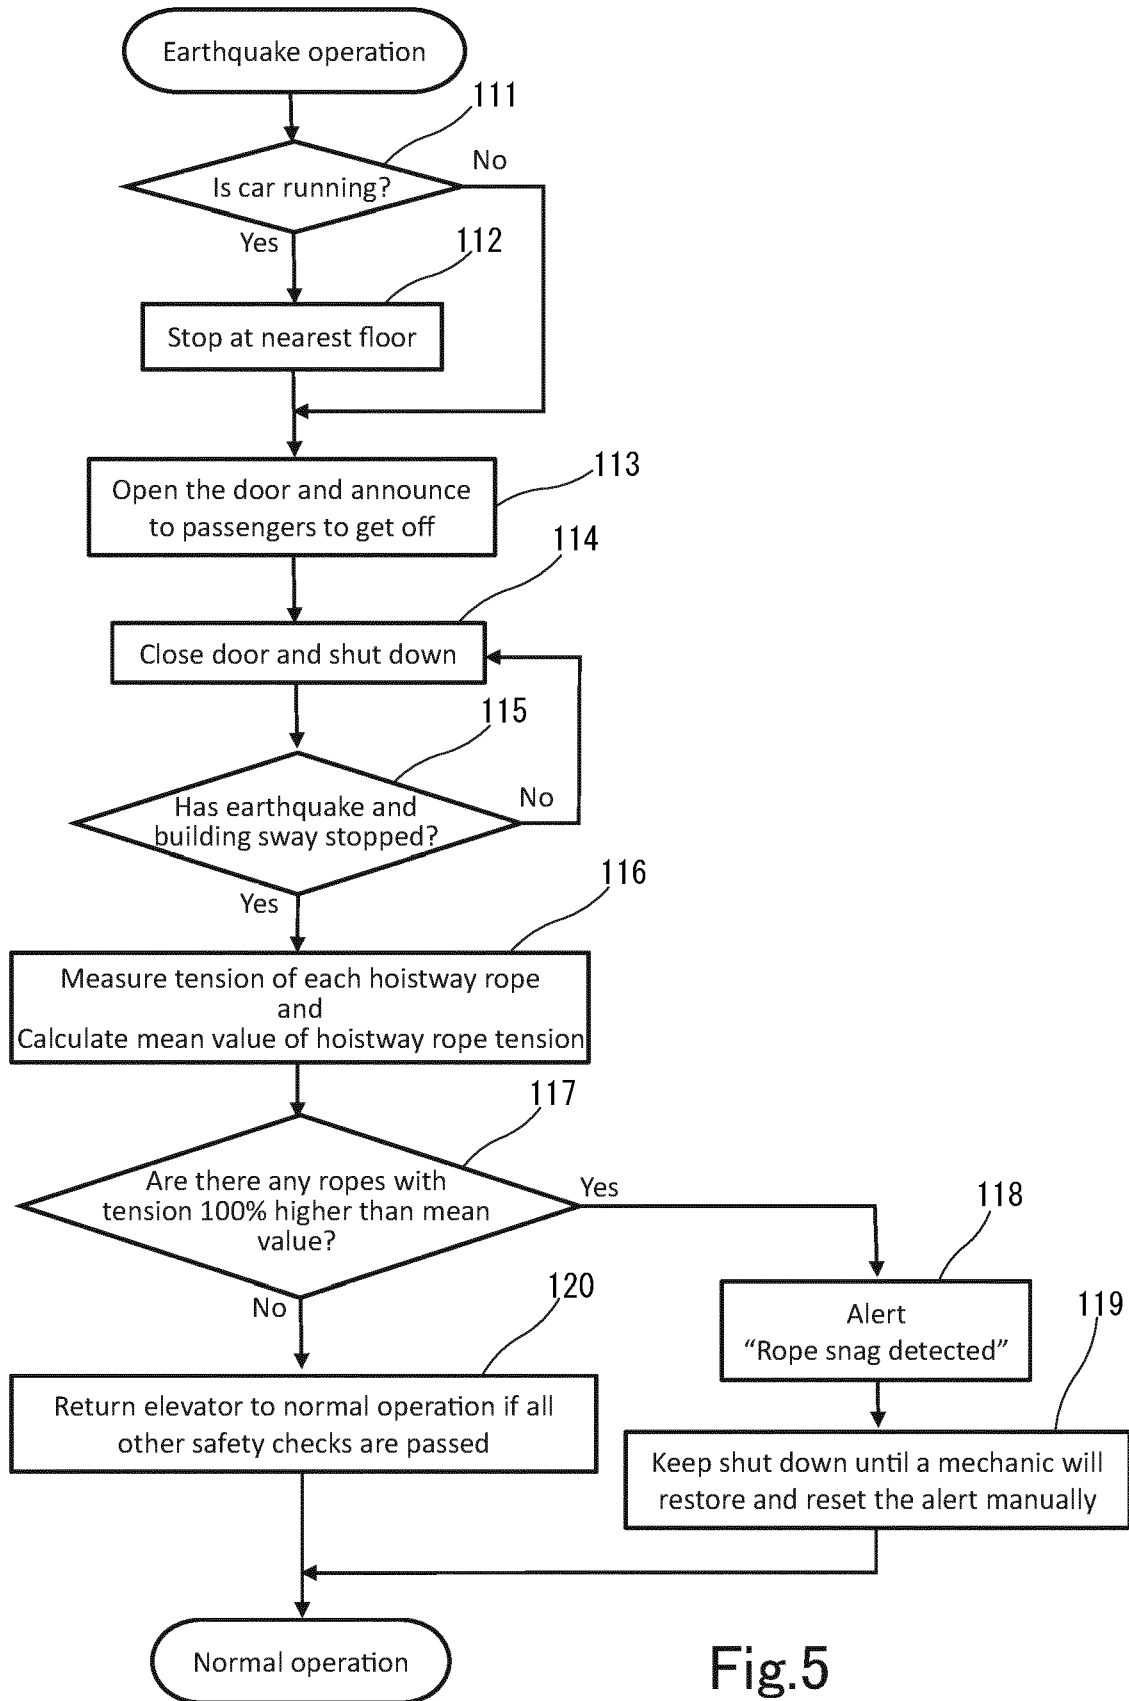 Earthquake operation
111
Is car running?
No
Yes
112
Stop at nearest floor
113
Open the door and announce
to passengers to get off
114
Close door and shut down
115
Has earthquake and
building sway stopped?
No
Yes
116
Measure tension of each hoistway rope
and
Calculate mean value of hoistway rope tension
117
Are there any ropes with
tension 100% higher than mean
value?
Yes
118
Alert
“Rope snag detected”
No
120
119
Return elevator to normal operation if all
other safety checks are passed
Keep shut down until a mechanic will
restore and reset the alert manually
Normal operation
Fig.5